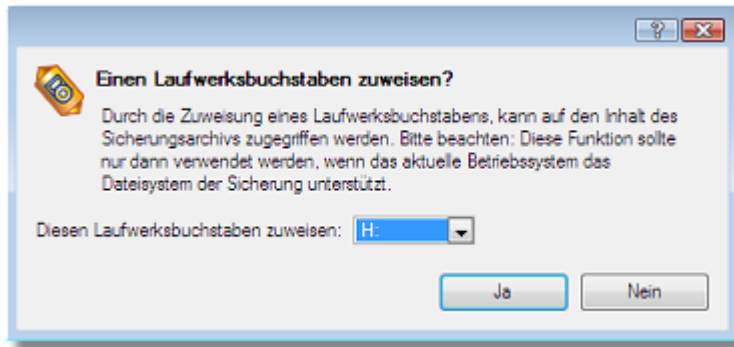 Einen Laufwerksbuchstaben zuweisen?
Durch die Zuweisung eines Laufwerksbuchstabens, kann auf den Inhalt des
Sicherungsarchivs zugegriffen werden. Bitte beachten: Diese Funktion sollte
nur dann verwendet werden, wenn das aktuelle Betriebssystem das
Dateisystem der Sicherung unterstützt.
Diesen Laufwerksbuchstaben zuweisen: H:
Ja Nein